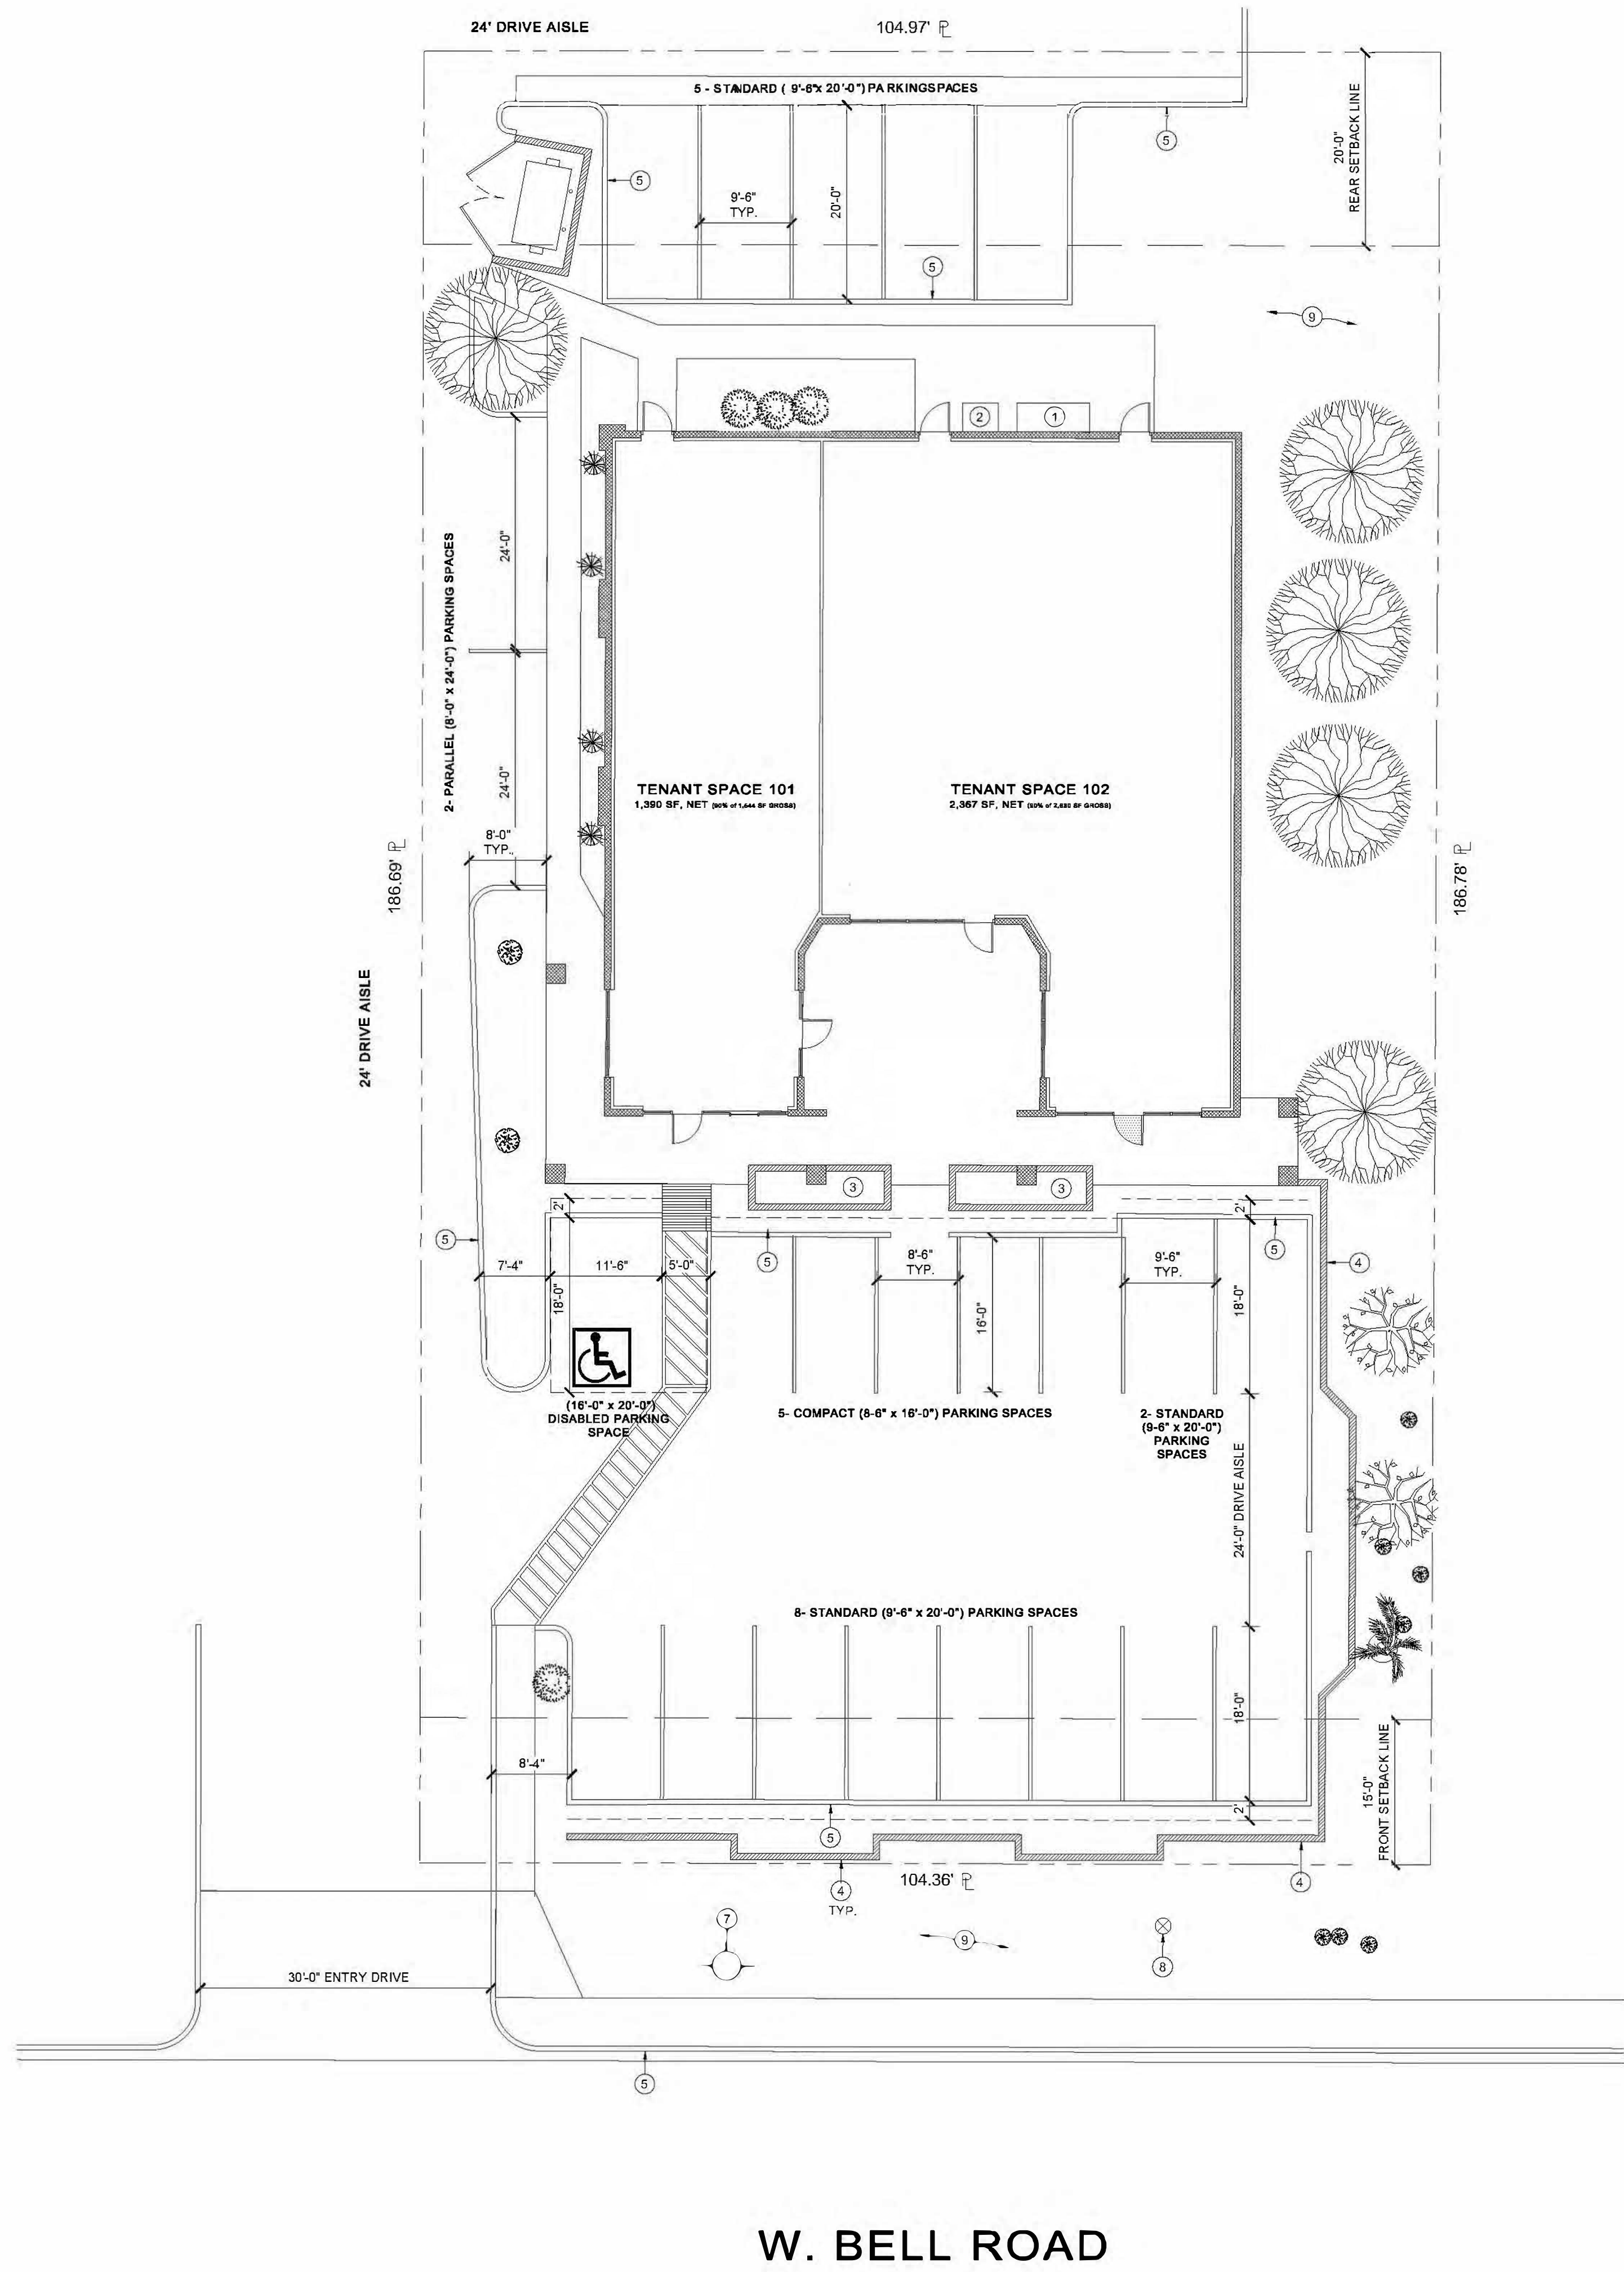 24' DRIVE AISLE
104.97' PL
5 - STANDARD ( 9'-6"x 20'-0") PARKINGSPACES
5
20'-0"
REAR SETBACK LINE
5
9'-6"
TYP.
20'-0"
5
9
2
1
24'-0"
2- PARALLEL (8'-0" x 24'-0") PARKING SPACES
24'-0"
TENANT SPACE 101
1,390 SF, NET
TENANT SPACE 102
2,367 SF, NET
8'-0"
TYP.
186.69' PL
186.78' PL
24' DRIVE AISLE
3
3
2'
2'
5
5
5
4
7'-4"
11'-6"
5'-0"
8'-6"
TYP.
9'-6"
TYP.
18'-0"
16'-0"
18'-0"
(16'-0" x 20'-0")
DISABLED PARKING
SPACE
5- COMPACT (8-6" x 16'-0") PARKING SPACES
2- STANDARD
(9-6" x 20'-0")
PARKING
SPACES
24'-0" DRIVE AISLE
8- STANDARD (9'-6" x 20'-0") PARKING SPACES
18'-0"
8'-4"
15'-0"
FRONT SETBACK LINE
2'
5
104.36' PL
4
TYP.
4
7
9
8
30'-0" ENTRY DRIVE
5
W. BELL ROAD